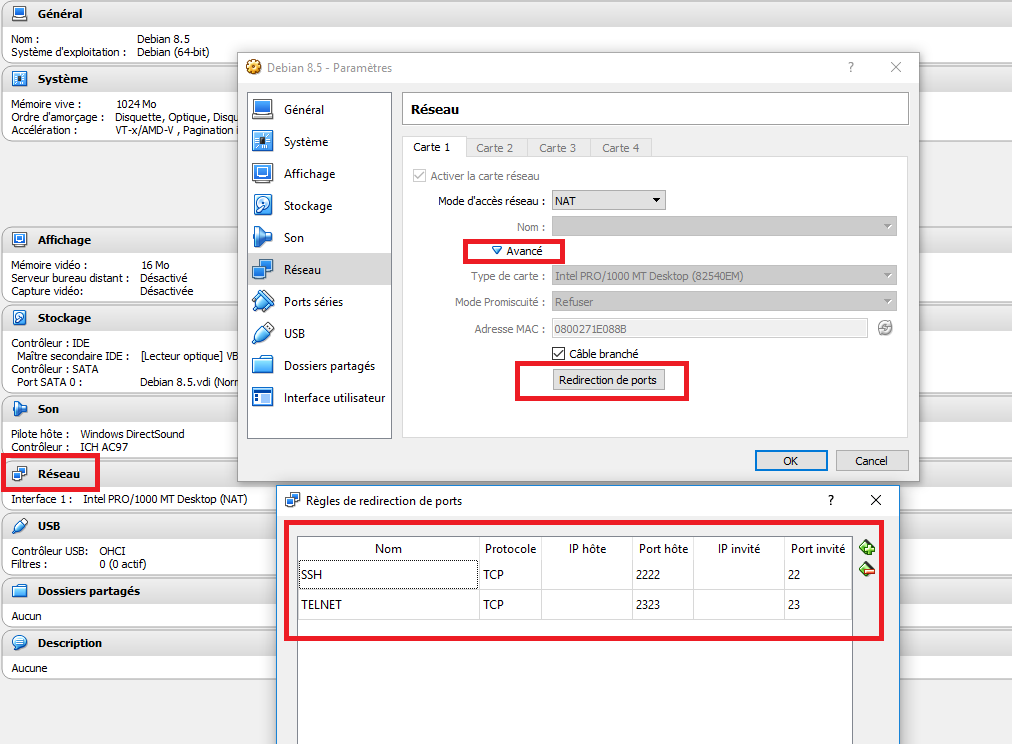 Général
Nom : Debian 8.5
Système d'exploitation : Debian (64-bit)
Système
Mémoire vive : 1024 Mo
Ordre d'amorçage : Disquette, Optique, Disqu
Accélération : VT-x/AMD-V , Pagination i
Affichage
Mémoire vidéo : 16 Mo
Serveur bureau distant : Désactivé
Capture vidéo: Désactivée
Stockage
Contrôleur : IDE
Maître secondaire IDE : [Lecteur optique] VB
Contrôleur : SATA
Port SATA 0 : Debian 8.5.vdi (Norm
Son
Pilote hôte : Windows DirectSound
Contrôleur : ICH AC97
Réseau
Interface 1 : Intel PRO/1000 MT Desktop (NAT)
USB
Contrôleur USB: OHCI
Filtres : 0 (0 actif)
Dossiers partagés
Aucun
Description
Aucune
Debian 8.5 - Paramètres
?
Général
Système
Affichage
Stockage
Son
Réseau
Ports séries
USB
Dossiers partagés
Interface utilisateur
Réseau
Carte 1 Carte 2 Carte 3 Carte 4
Activer la carte réseau
Mode d'accès réseau : NAT
Nom :
Avancé
Type de carte : Intel PRO/1000 MT Desktop (82540EM)
Mode Promiscuité : Refuser
Adresse MAC : 0800271E088B
Câble branché
Redirection de ports
OK Cancel
Règles de redirection de ports ?
Nom Protocole IP hôte Port hôte IP invité Port invité
SSH TCP 2222 22
TELNET TCP 2323 23